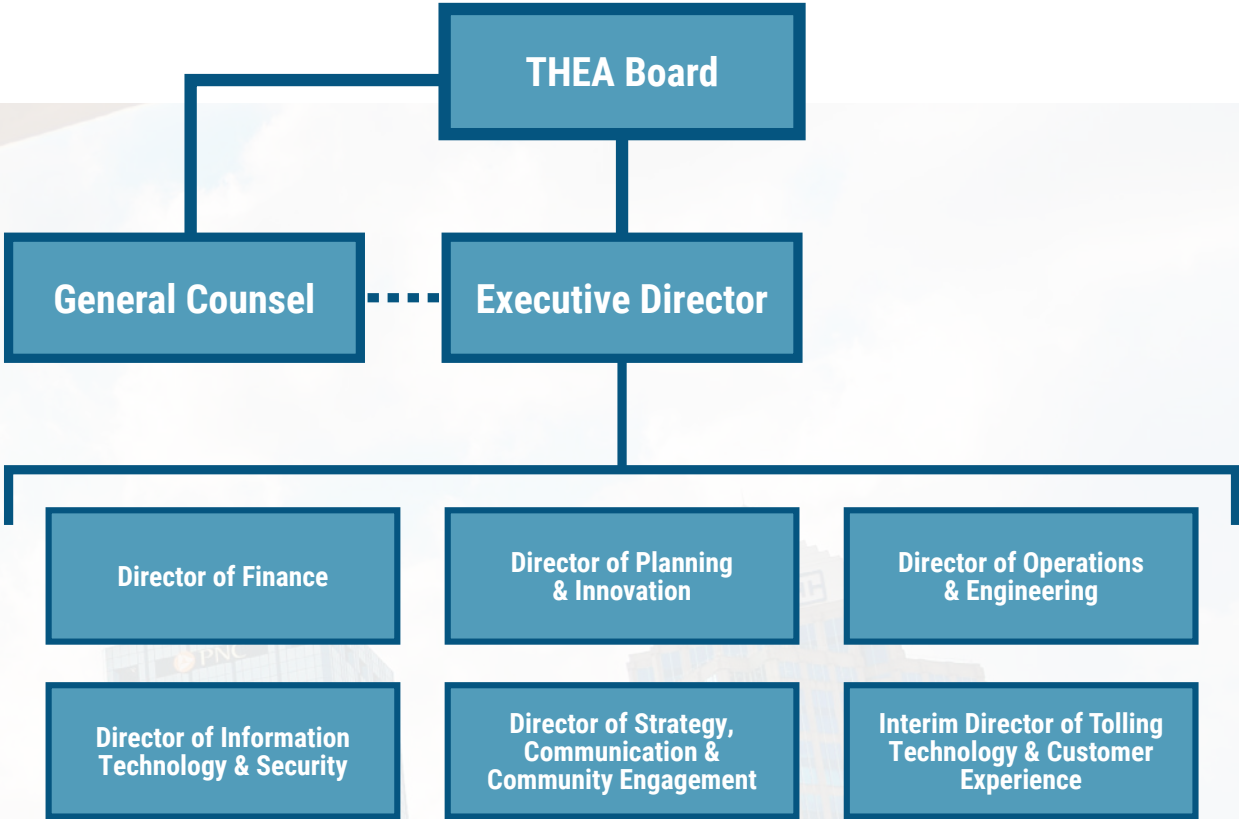 THEA Board
General Counsel
Executive Director
Director of Finance
Director of Planning
& Innovation
Director of Operations
& Engineering
PNC
Director of Information
Technology & Security
Director of Strategy,
Communication &
Community Engagement
Interim Director of Tolling
Technology & Customer
Experience